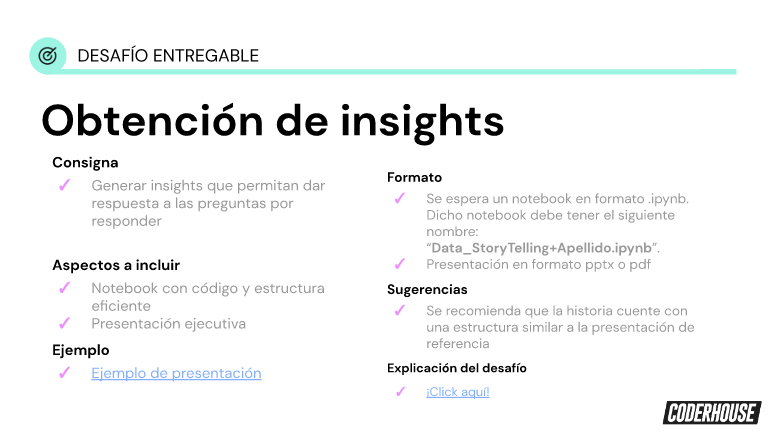 DESAFÍO ENTREGABLE
Obtención de insights
Consigna
✓ Generar insights que permitan dar
respuesta a las preguntas por
responder
Aspectos a incluir
✓ Notebook con código y estructura
eficiente
✓ Presentación ejecutiva
Ejemplo
✓ Ejemplo de presentación
Formato
✓ Se espera un notebook en formato .ipynb.
Dicho notebook debe tener el siguiente
nombre:
“Data_StoryTelling+Apellido.ipynb”.
✓ Presentación en formato pptx o pdf
Sugerencias
✓ Se recomienda que la historia cuente con
una estructura similar a la presentación de
referencia
Explicación del desafío
✓ ¡Click aquí!
CODERHOUSE